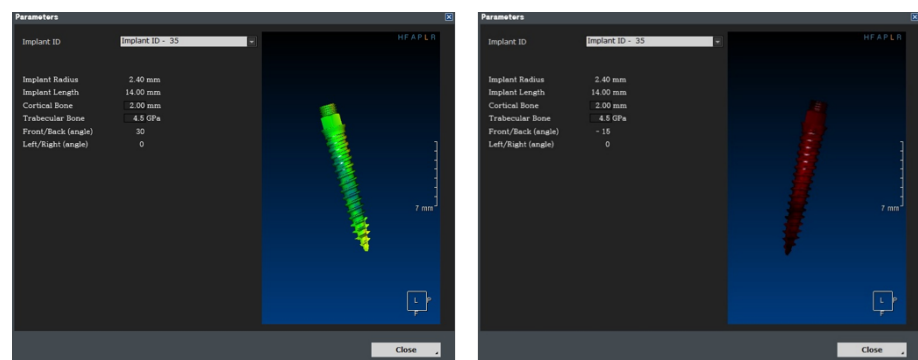 Parameters
Implant ID
Implant ID - 35
Implant Radius 2.40 mm
Implant Length 14.00 mm
Cortical Bone 2.00 mm
Trabecular Bone 4.5 GPa
Front/Back (angle) 30
Left/Right (angle) 0
H F A P L R
7 mm
L P
F
Close
Parameters
Implant ID
Implant ID - 35
Implant Radius 2.40 mm
Implant Length 14.00 mm
Cortical Bone 2.00 mm
Trabecular Bone 4.5 GPa
Front/Back (angle) - 15
Left/Right (angle) 0
H F A P L R
7 mm
L P
F
Close